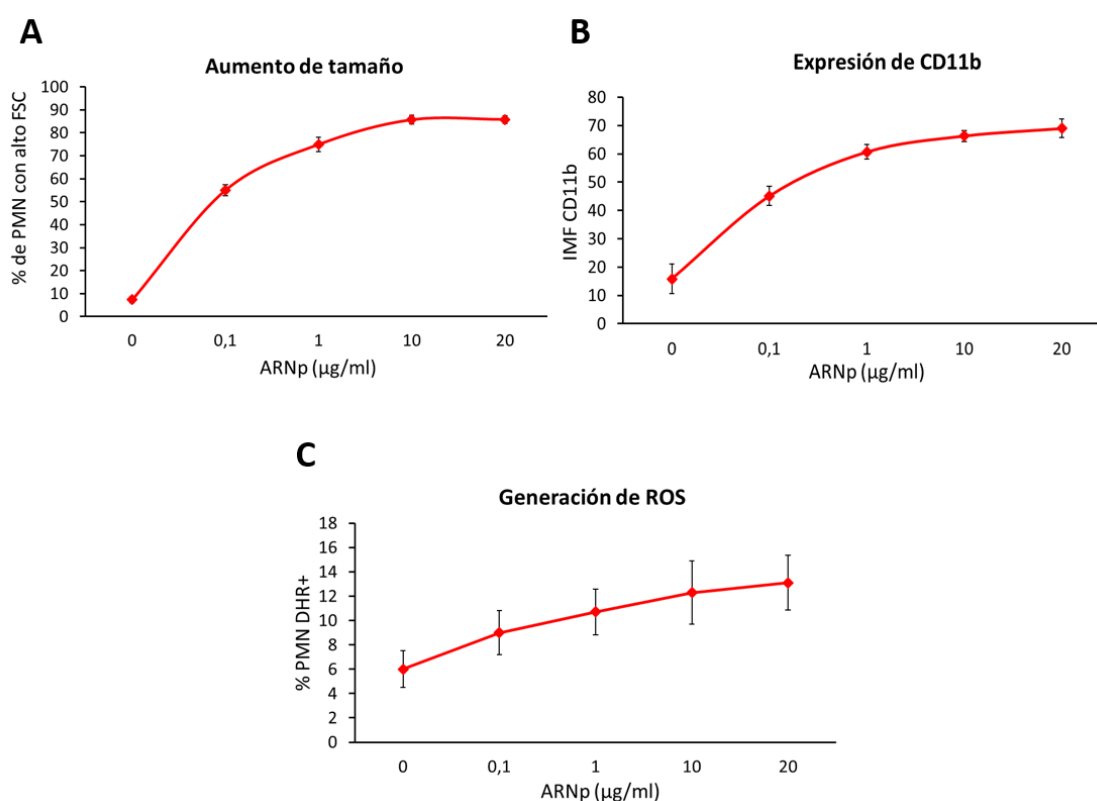 A
Aumento de tamaño
% de PMN con alto FSC
100
90
80
70
60
50
40
30
20
10
0
0 0,1 1 10 20
ARNp (µg/ml)
B
Expresión de CD11b
IMF CD11b
80
70
60
50
40
30
20
10
0
0 0,1 1 10 20
ARNp (µg/ml)
C
Generación de ROS
% PMN DHR+
18
16
14
12
10
8
6
4
2
0
0 0,1 1 10 20
ARNp (µg/ml)